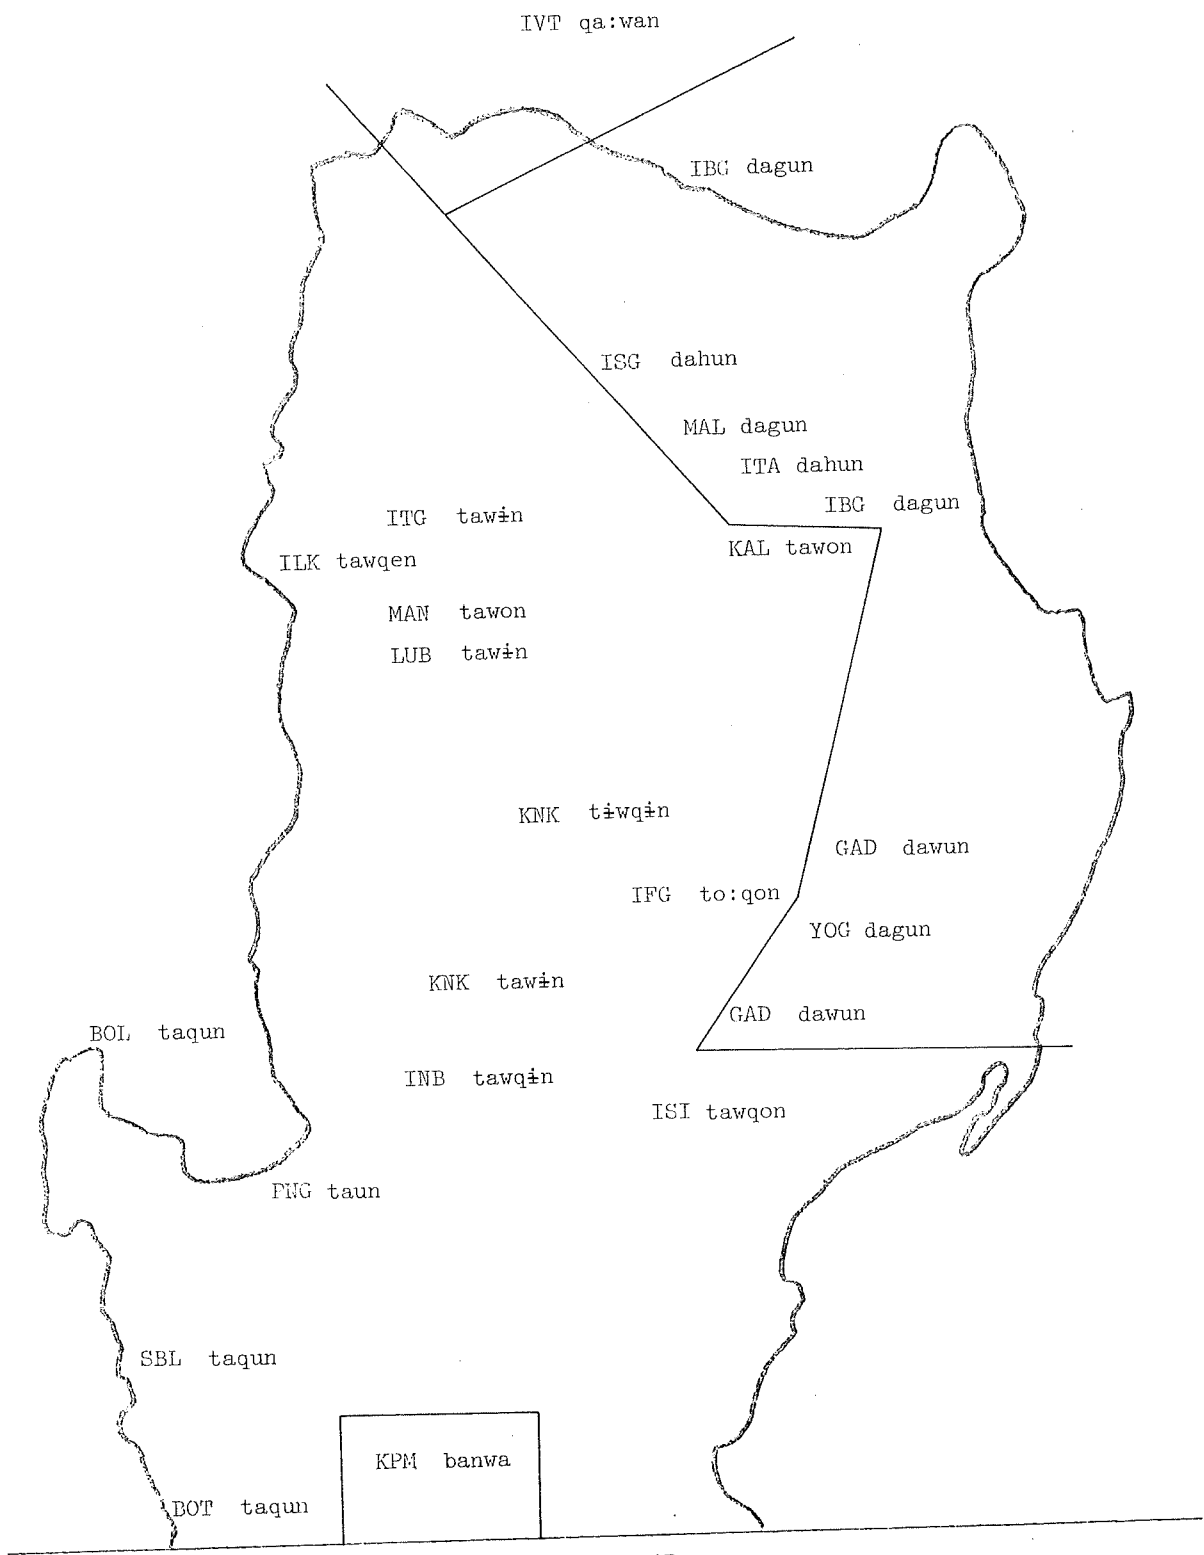 IVT qa:wan
IBG dagun
ISG dahun
MAL dagun
ITA dahun
IBG dagun
ITG tawɨn
KAL tawon
ILK tawqen
MAN tawon
LUB tawɨn
KNK tɨwqɨn
GAD dawun
IFG to:qon
YOG dagun
KNK tawɨn
GAD dawun
BOL taqun
INB tawqɨn
ISI tawqon
PNG taun
SBL taqun
KPM banwa
BOT taqun